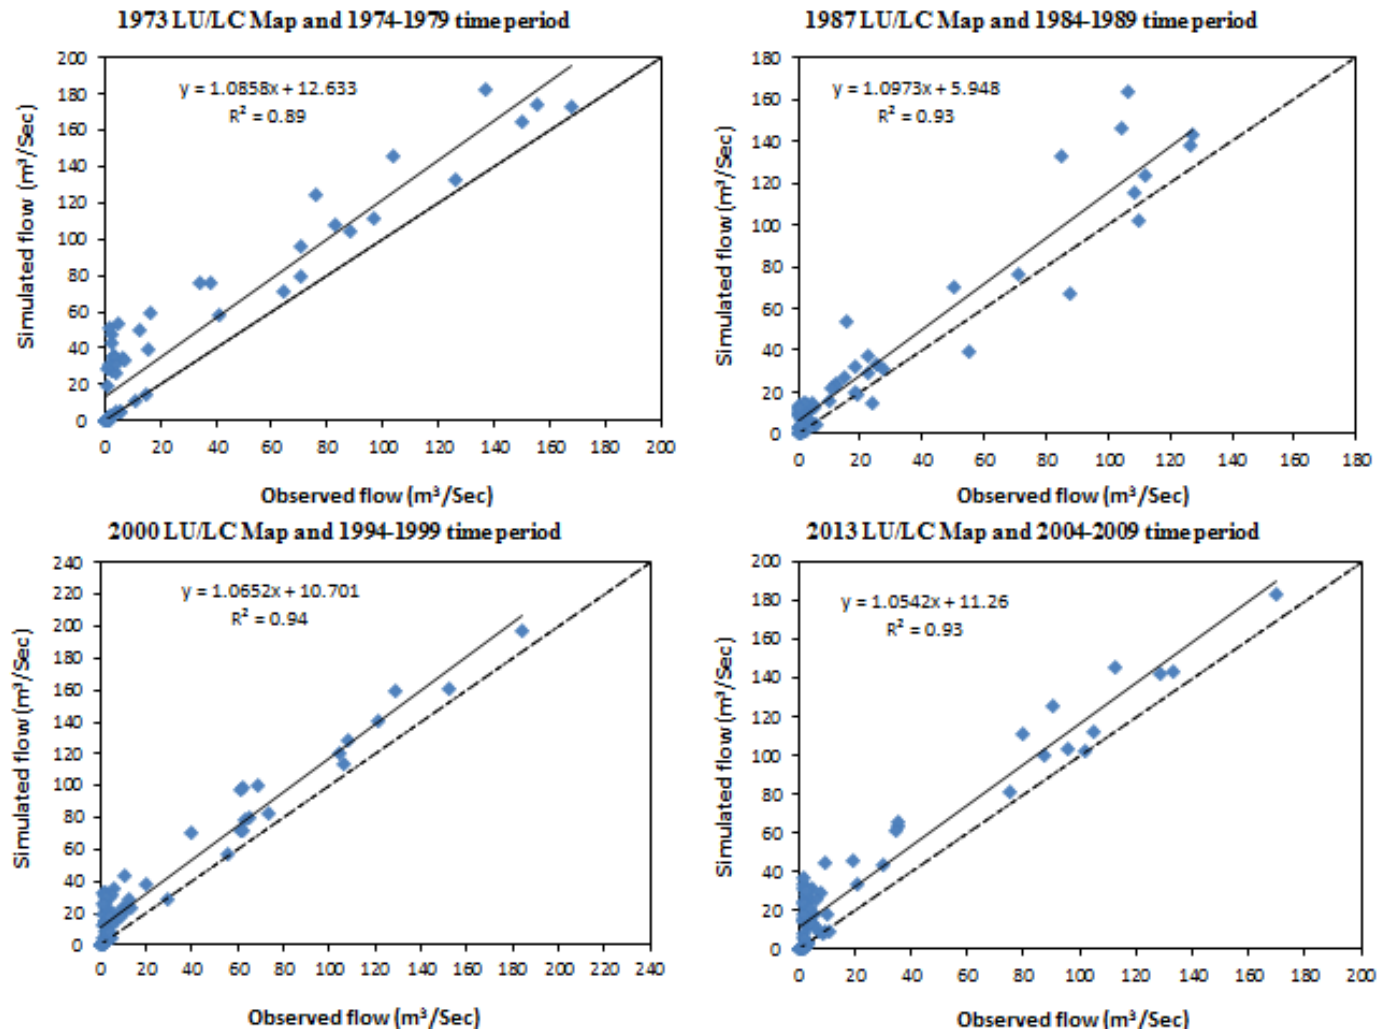 1973 LU/LC Map and 1974-1979 time period
200
180
160
140
120
100
80
60
40
20
0
y = 1.0858x + 12.633
R² = 0.89
Simulated flow (m³/Sec)
0 20 40 60 80 100 120 140 160 180 200
Observed flow (m³/Sec)
1987 LU/LC Map and 1984-1989 time period
180
160
140
120
100
80
60
40
20
0
y = 1.0973x + 5.948
R² = 0.93
Simulated flow (m³/Sec)
0 20 40 60 80 100 120 140 160 180
Observed flow (m³/Sec)
2000 LU/LC Map and 1994-1999 time period
240
220
200
180
160
140
120
100
80
60
40
20
0
y = 1.0652x + 10.701
R² = 0.94
Simulated flow (m³/Sec)
0 20 40 60 80 100 120 140 160 180 200 220 240
Observed flow (m³/Sec)
2013 LU/LC Map and 2004-2009 time period
200
180
160
140
120
100
80
60
40
20
0
y = 1.0542x + 11.26
R² = 0.93
Simulated flow (m³/Sec)
0 20 40 60 80 100 120 140 160 180 200
Observed flow (m³/Sec)